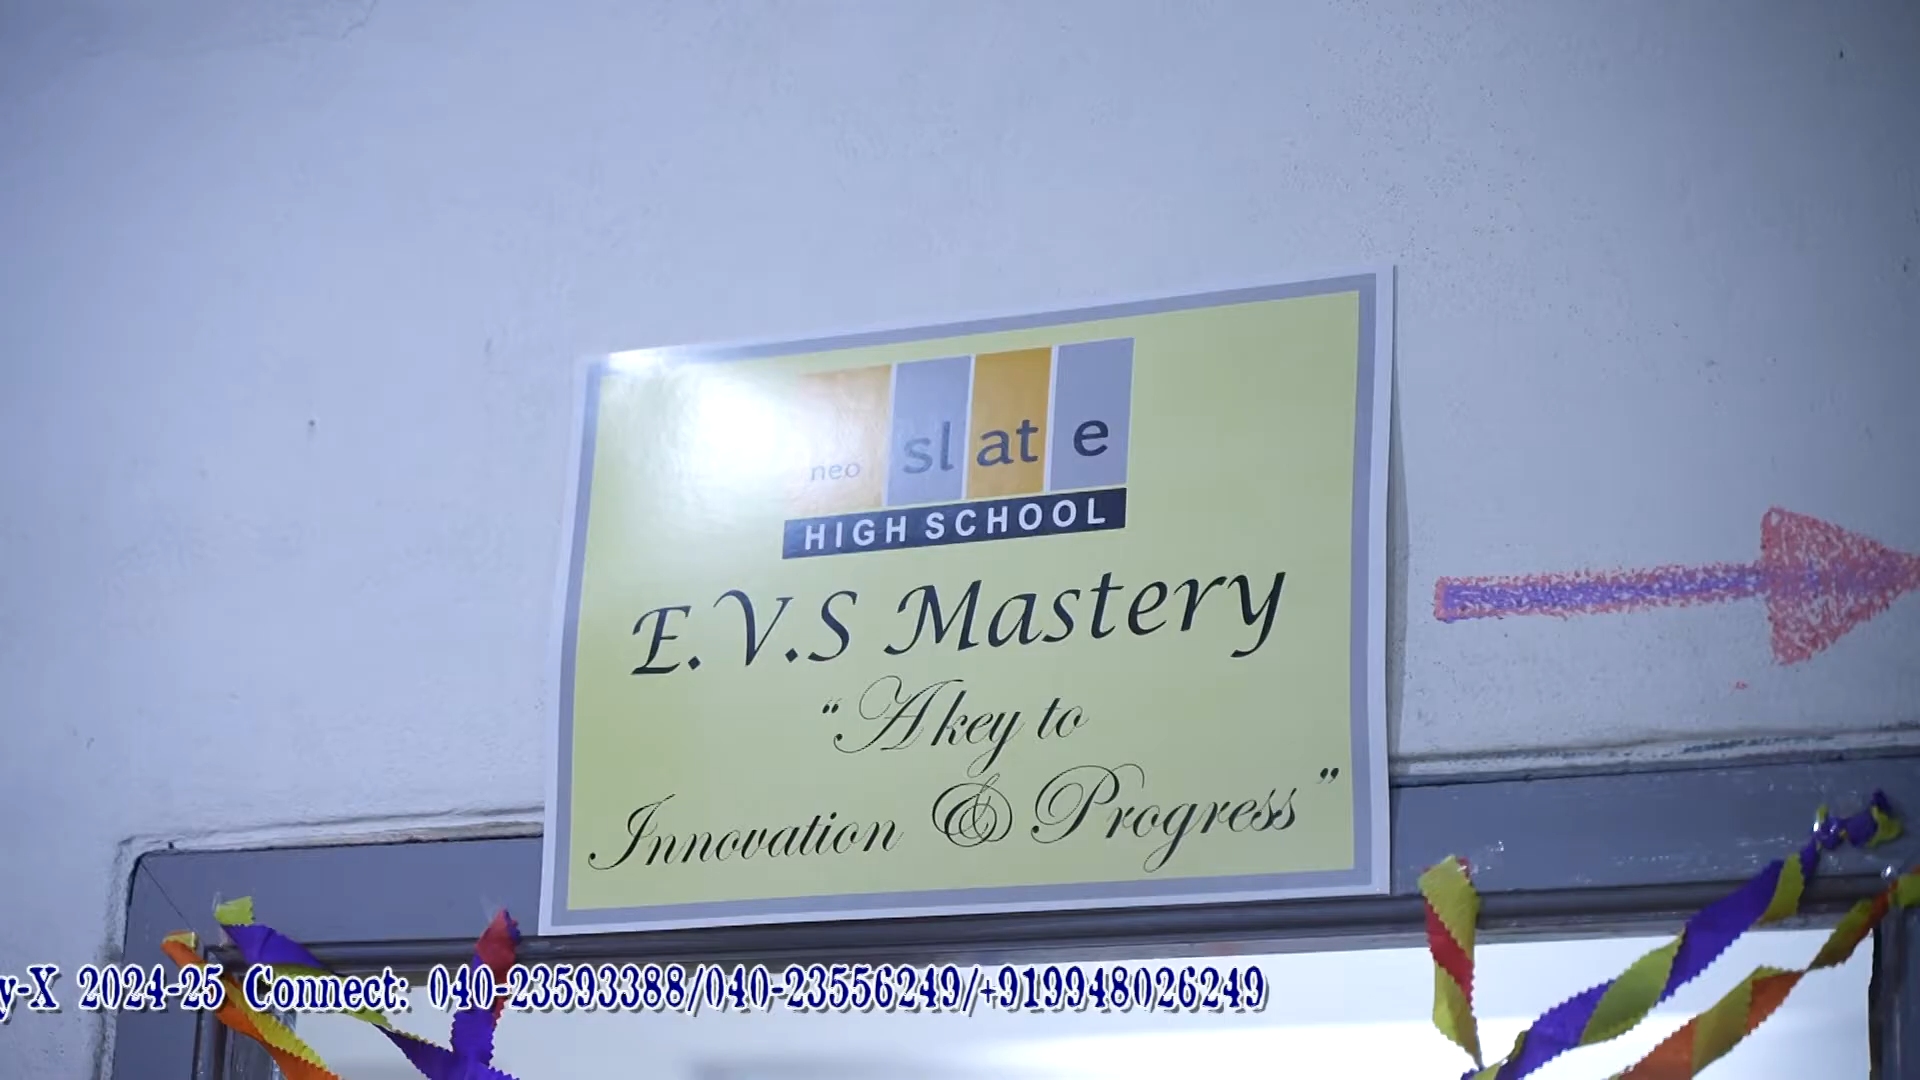 neo slate
HIGH SCHOOL
E.V.S Mastery
“A key to
Innovation & Progress”
y-X 2024-25 Connect: 040-23593388/040-23556249/+919948026249